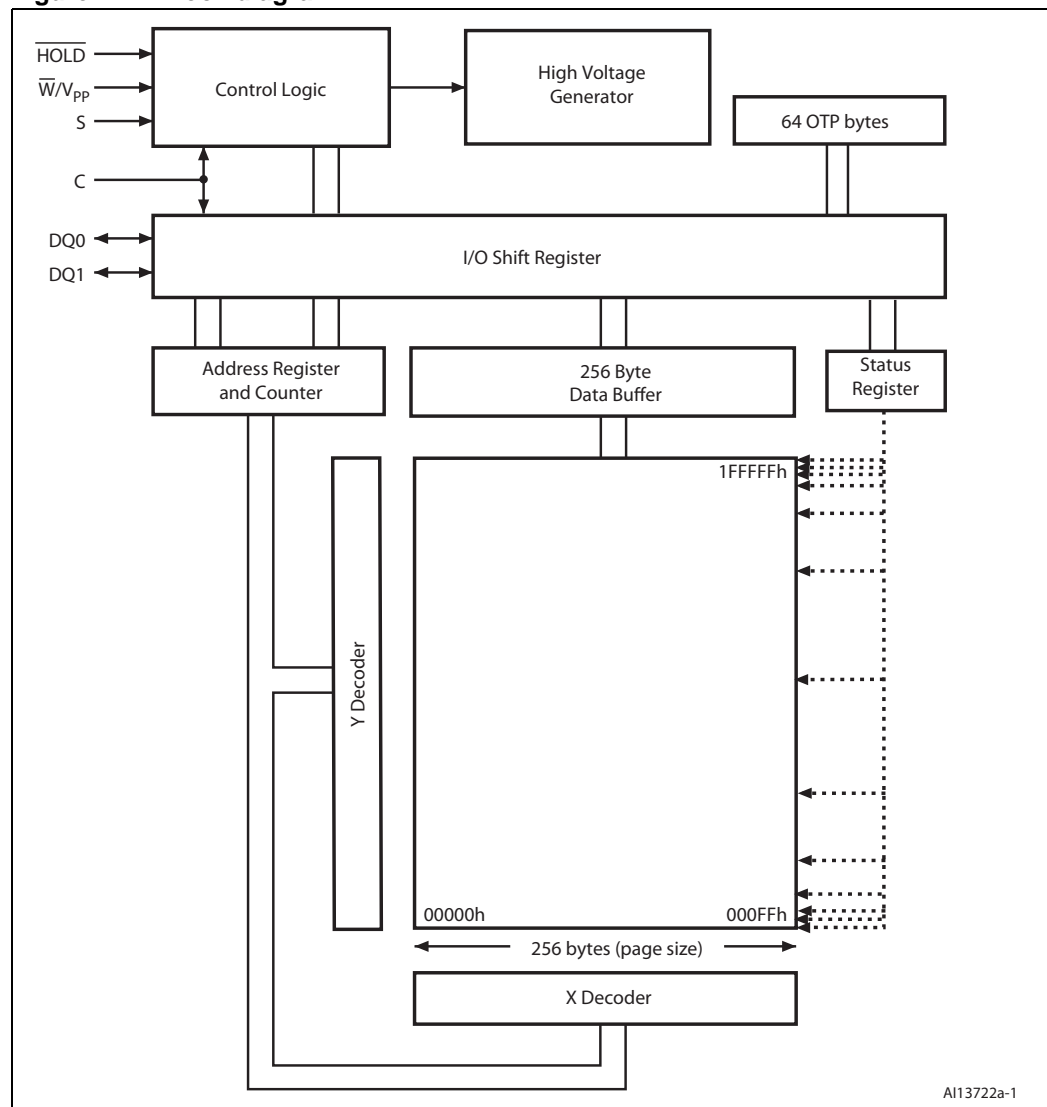 HOLD
W/VPP
S
C
DQ0
DQ1
Control Logic
High Voltage
Generator
64 OTP bytes
I/O Shift Register
Address Register
and Counter
256 Byte
Data Buffer
Status
Register
1FFFFFh
Y Decoder
00000h
000FFh
256 bytes (page size)
X Decoder
AI13722a-1